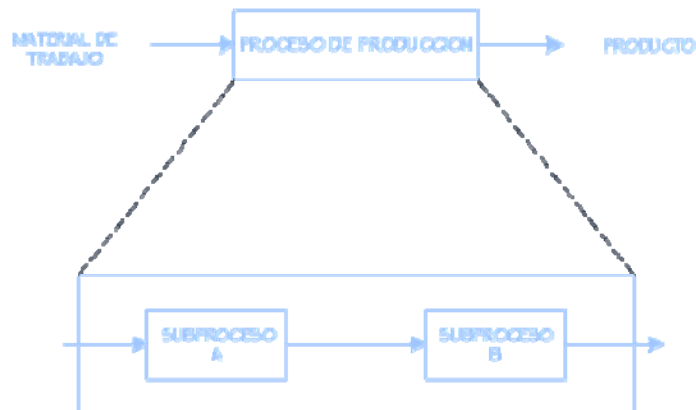 MATERIAL DE
TRABAJO
PROCESO DE PRODUCCION
PRODUCTO
SUBPROCESO
A
SUBPROCESO
B